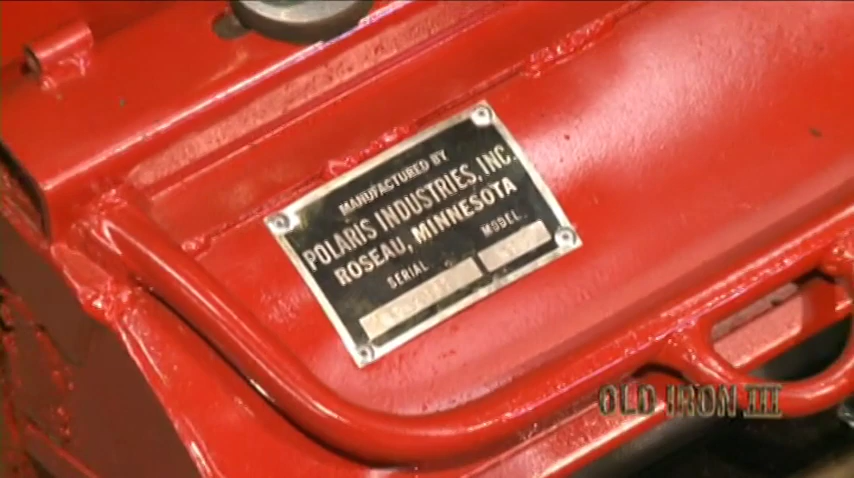 MANUFACTURED BY
POLARIS INDUSTRIES, INC.
ROSEAU, MINNESOTA
SERIAL
MODEL
OLD IRON III